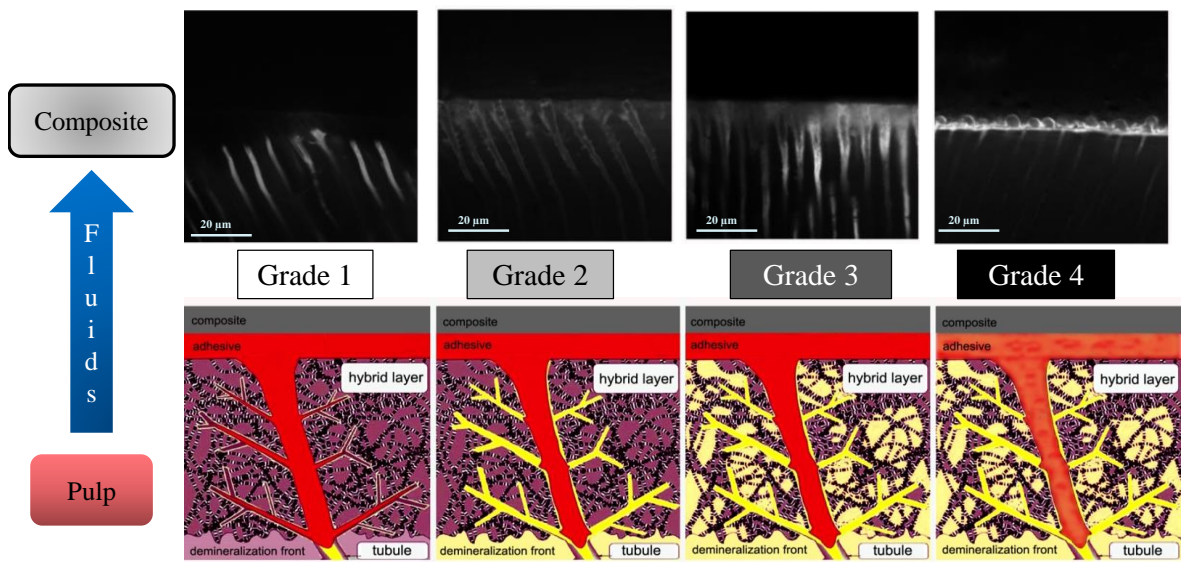 Composite
Fluids
Pulp
20 µm
20 µm
20 µm
20 µm
Grade 1
Grade 2
Grade 3
Grade 4
composite
adhesive
hybrid layer
demineralization front
tubule
composite
adhesive
hybrid layer
demineralization front
tubule
composite
adhesive
hybrid layer
demineralization front
tubule
composite
adhesive
hybrid layer
demineralization front
tubule